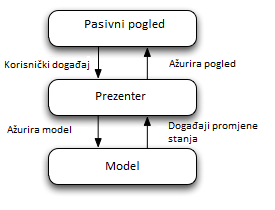 Pasivni pogled
Korisnički događaj
Ažurira pogled
Prezenter
Ažurira model
Događaji promjene
stanja
Model